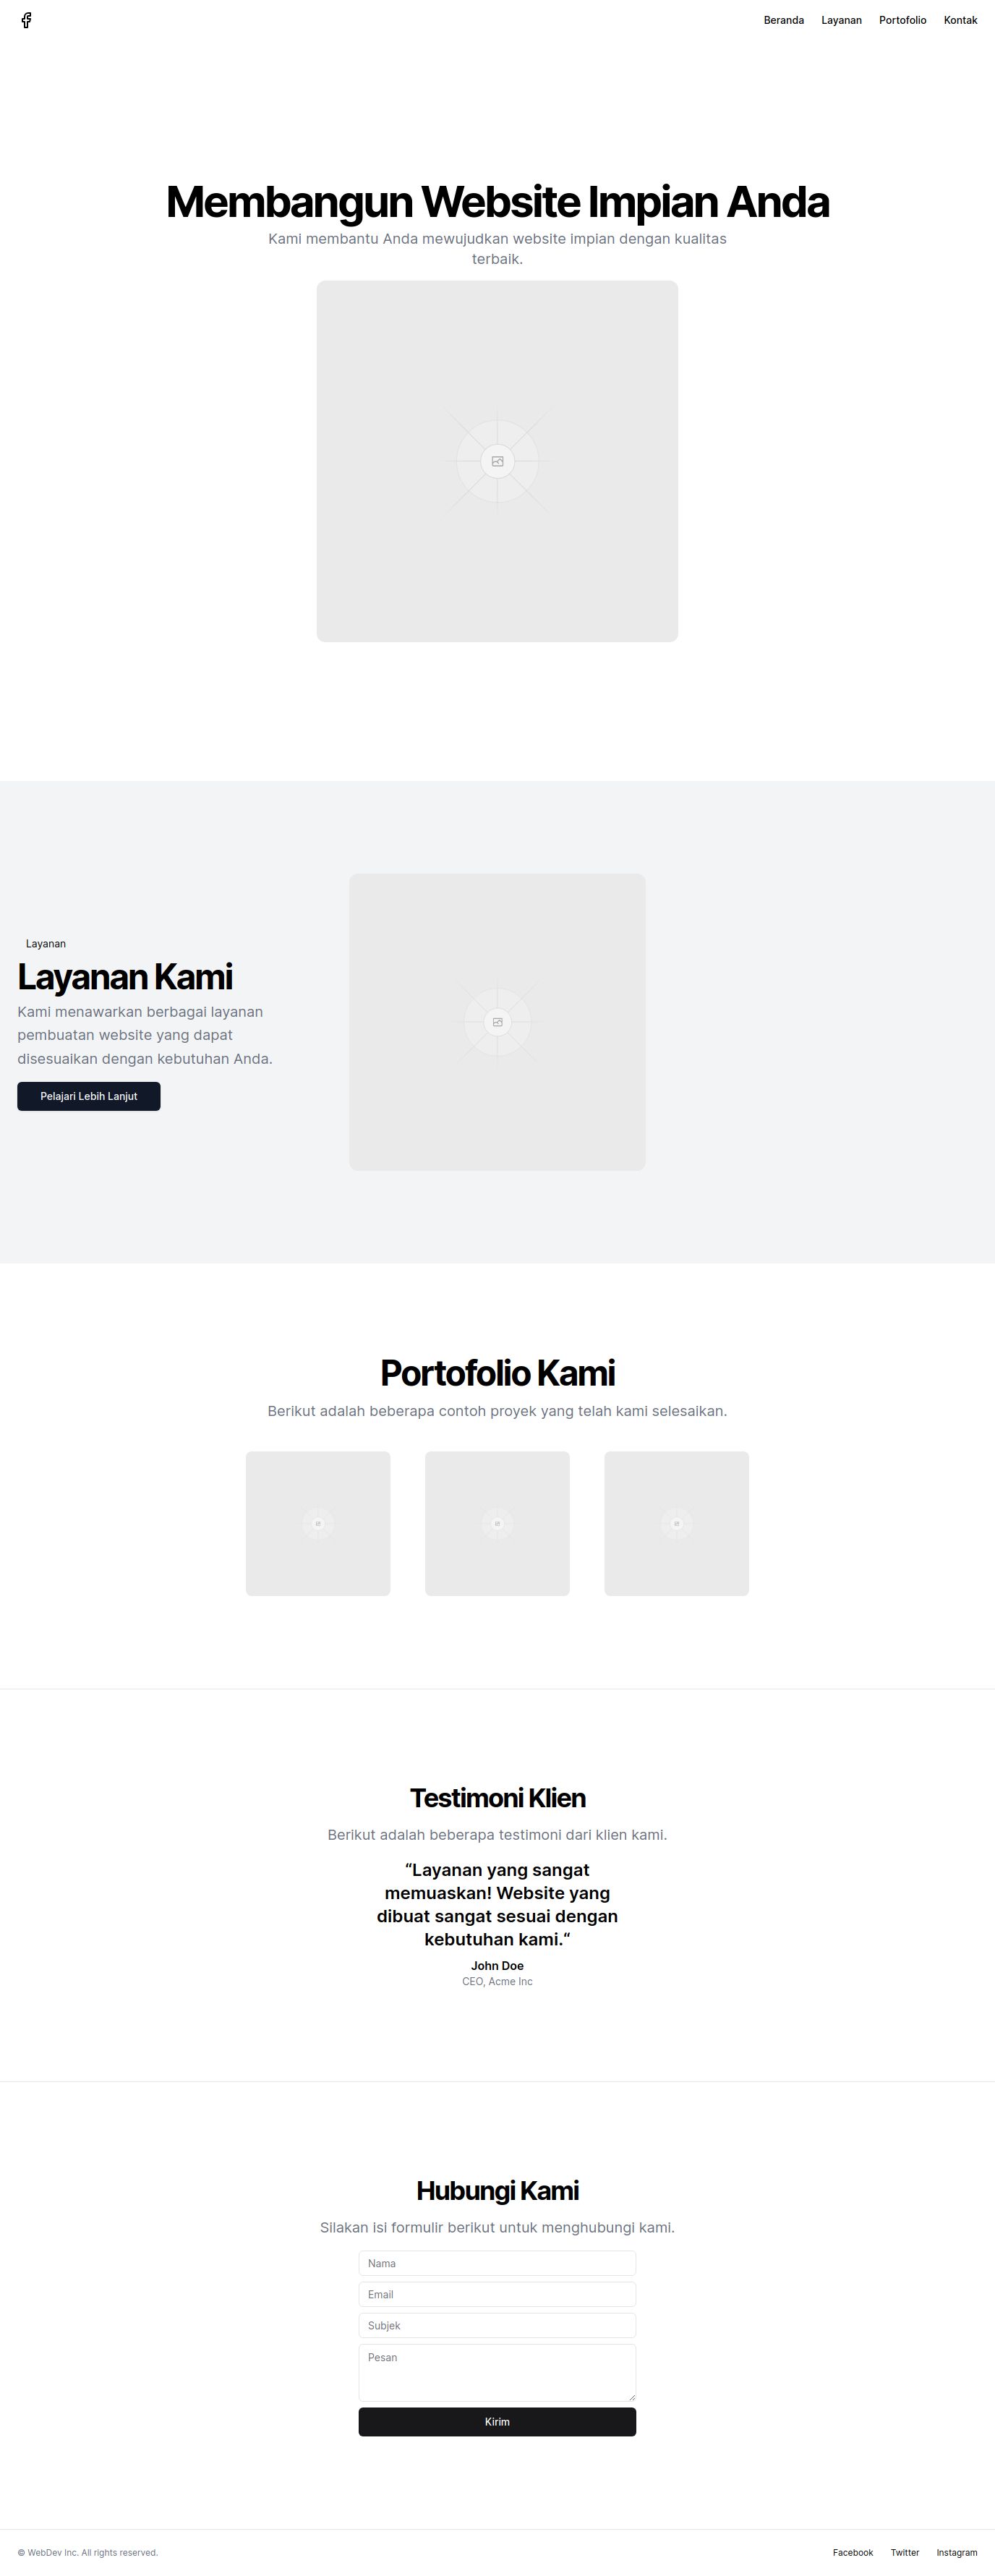 Beranda Layanan Portofolio Kontak
Membangun Website Impian Anda
Kami membantu Anda mewujudkan website impian dengan kualitas
terbaik.
Layanan
Layanan Kami
Kami menawarkan berbagai layanan
pembuatan website yang dapat
disesuaikan dengan kebutuhan Anda.
Pelajari Lebih Lanjut
Portofolio Kami
Berikut adalah beberapa contoh proyek yang telah kami selesaikan.
Testimoni Klien
Berikut adalah beberapa testimoni dari klien kami.
“Layanan yang sangat
memuaskan! Website yang
dibuat sangat sesuai dengan
kebutuhan kami.“
John Doe
CEO, Acme Inc
Hubungi Kami
Silakan isi formulir berikut untuk menghubungi kami.
Nama
Email
Subjek
Pesan
Kirim
© WebDev Inc. All rights reserved.
Facebook Twitter Instagram